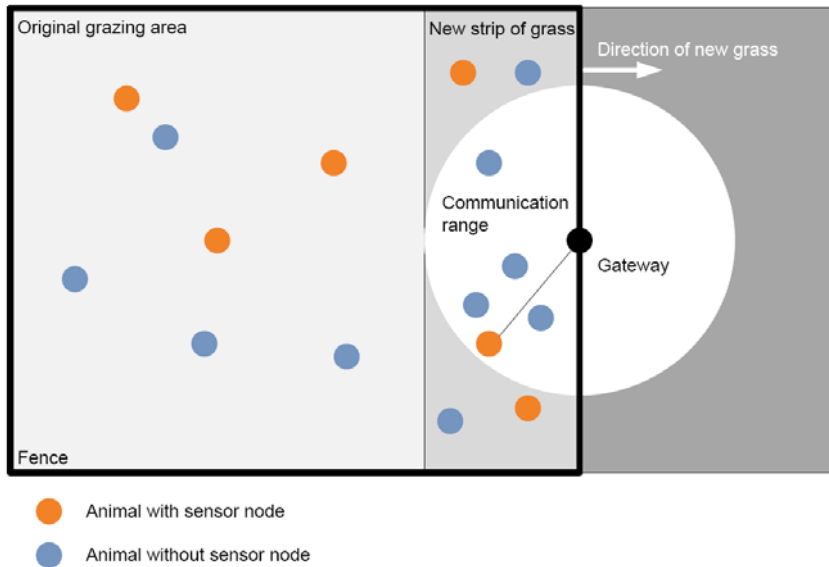 Original grazing area
New strip of grass
Direction of new grass
Communication
range
Gateway
Fence
Animal with sensor node
Animal without sensor node